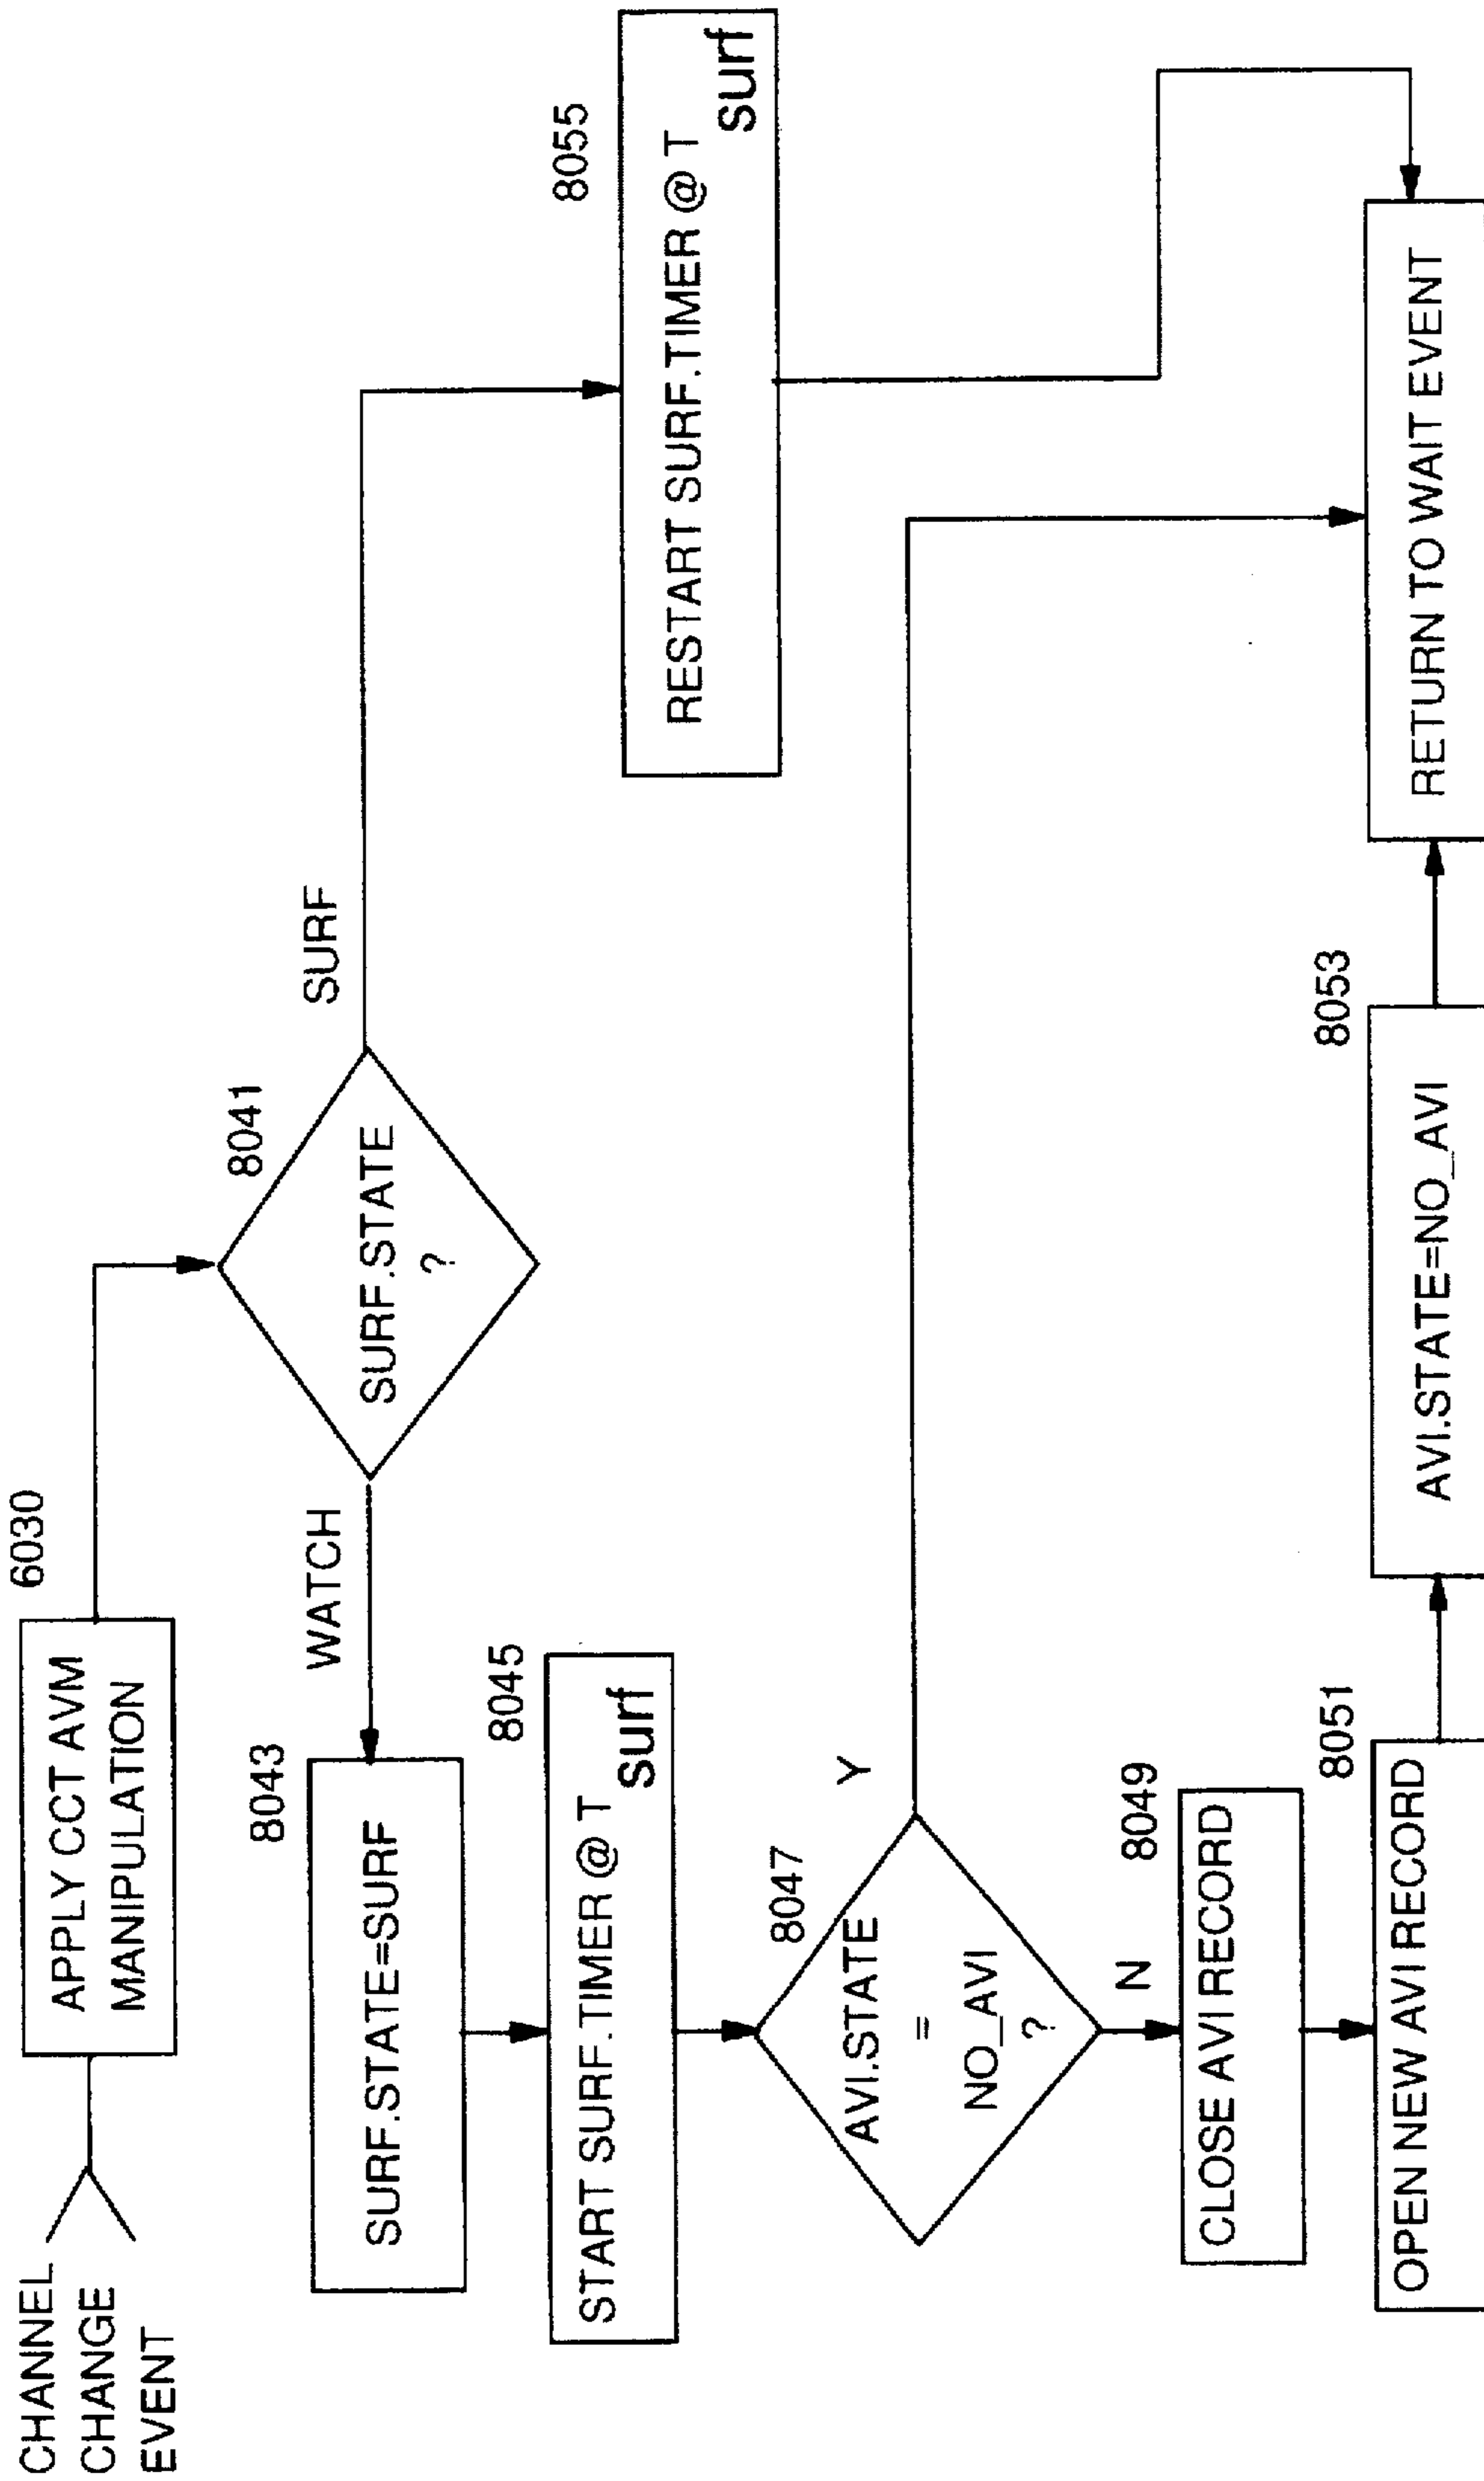 CHANNEL
CHANGE
EVENT
6030
APPLY CCT AVM
MANIPULATION
8041
SURF.STATE
?
WATCH
SURF
8043
SURF.STATE=SURF
8045
START SURF.TIMER @ T
surf
8055
RESTART SURF.TIMER @ T
surf
8047
AVI.STATE
=
NO_AVI
?
Y
N
8049
CLOSE AVI RECORD
8051
OPEN NEW AVI RECORD
8053
AVI.STATE=NO_AVI
RETURN TO WAIT EVENT